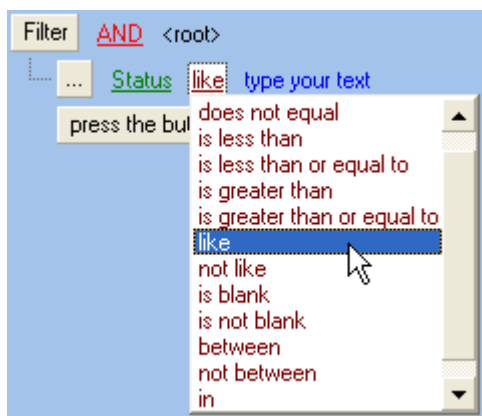 Filter AND <root>
... Status like type your text
press the bu
does not equal
is less than
is less than or equal to
is greater than
is greater than or equal to
like
not like
is blank
is not blank
between
not between
in